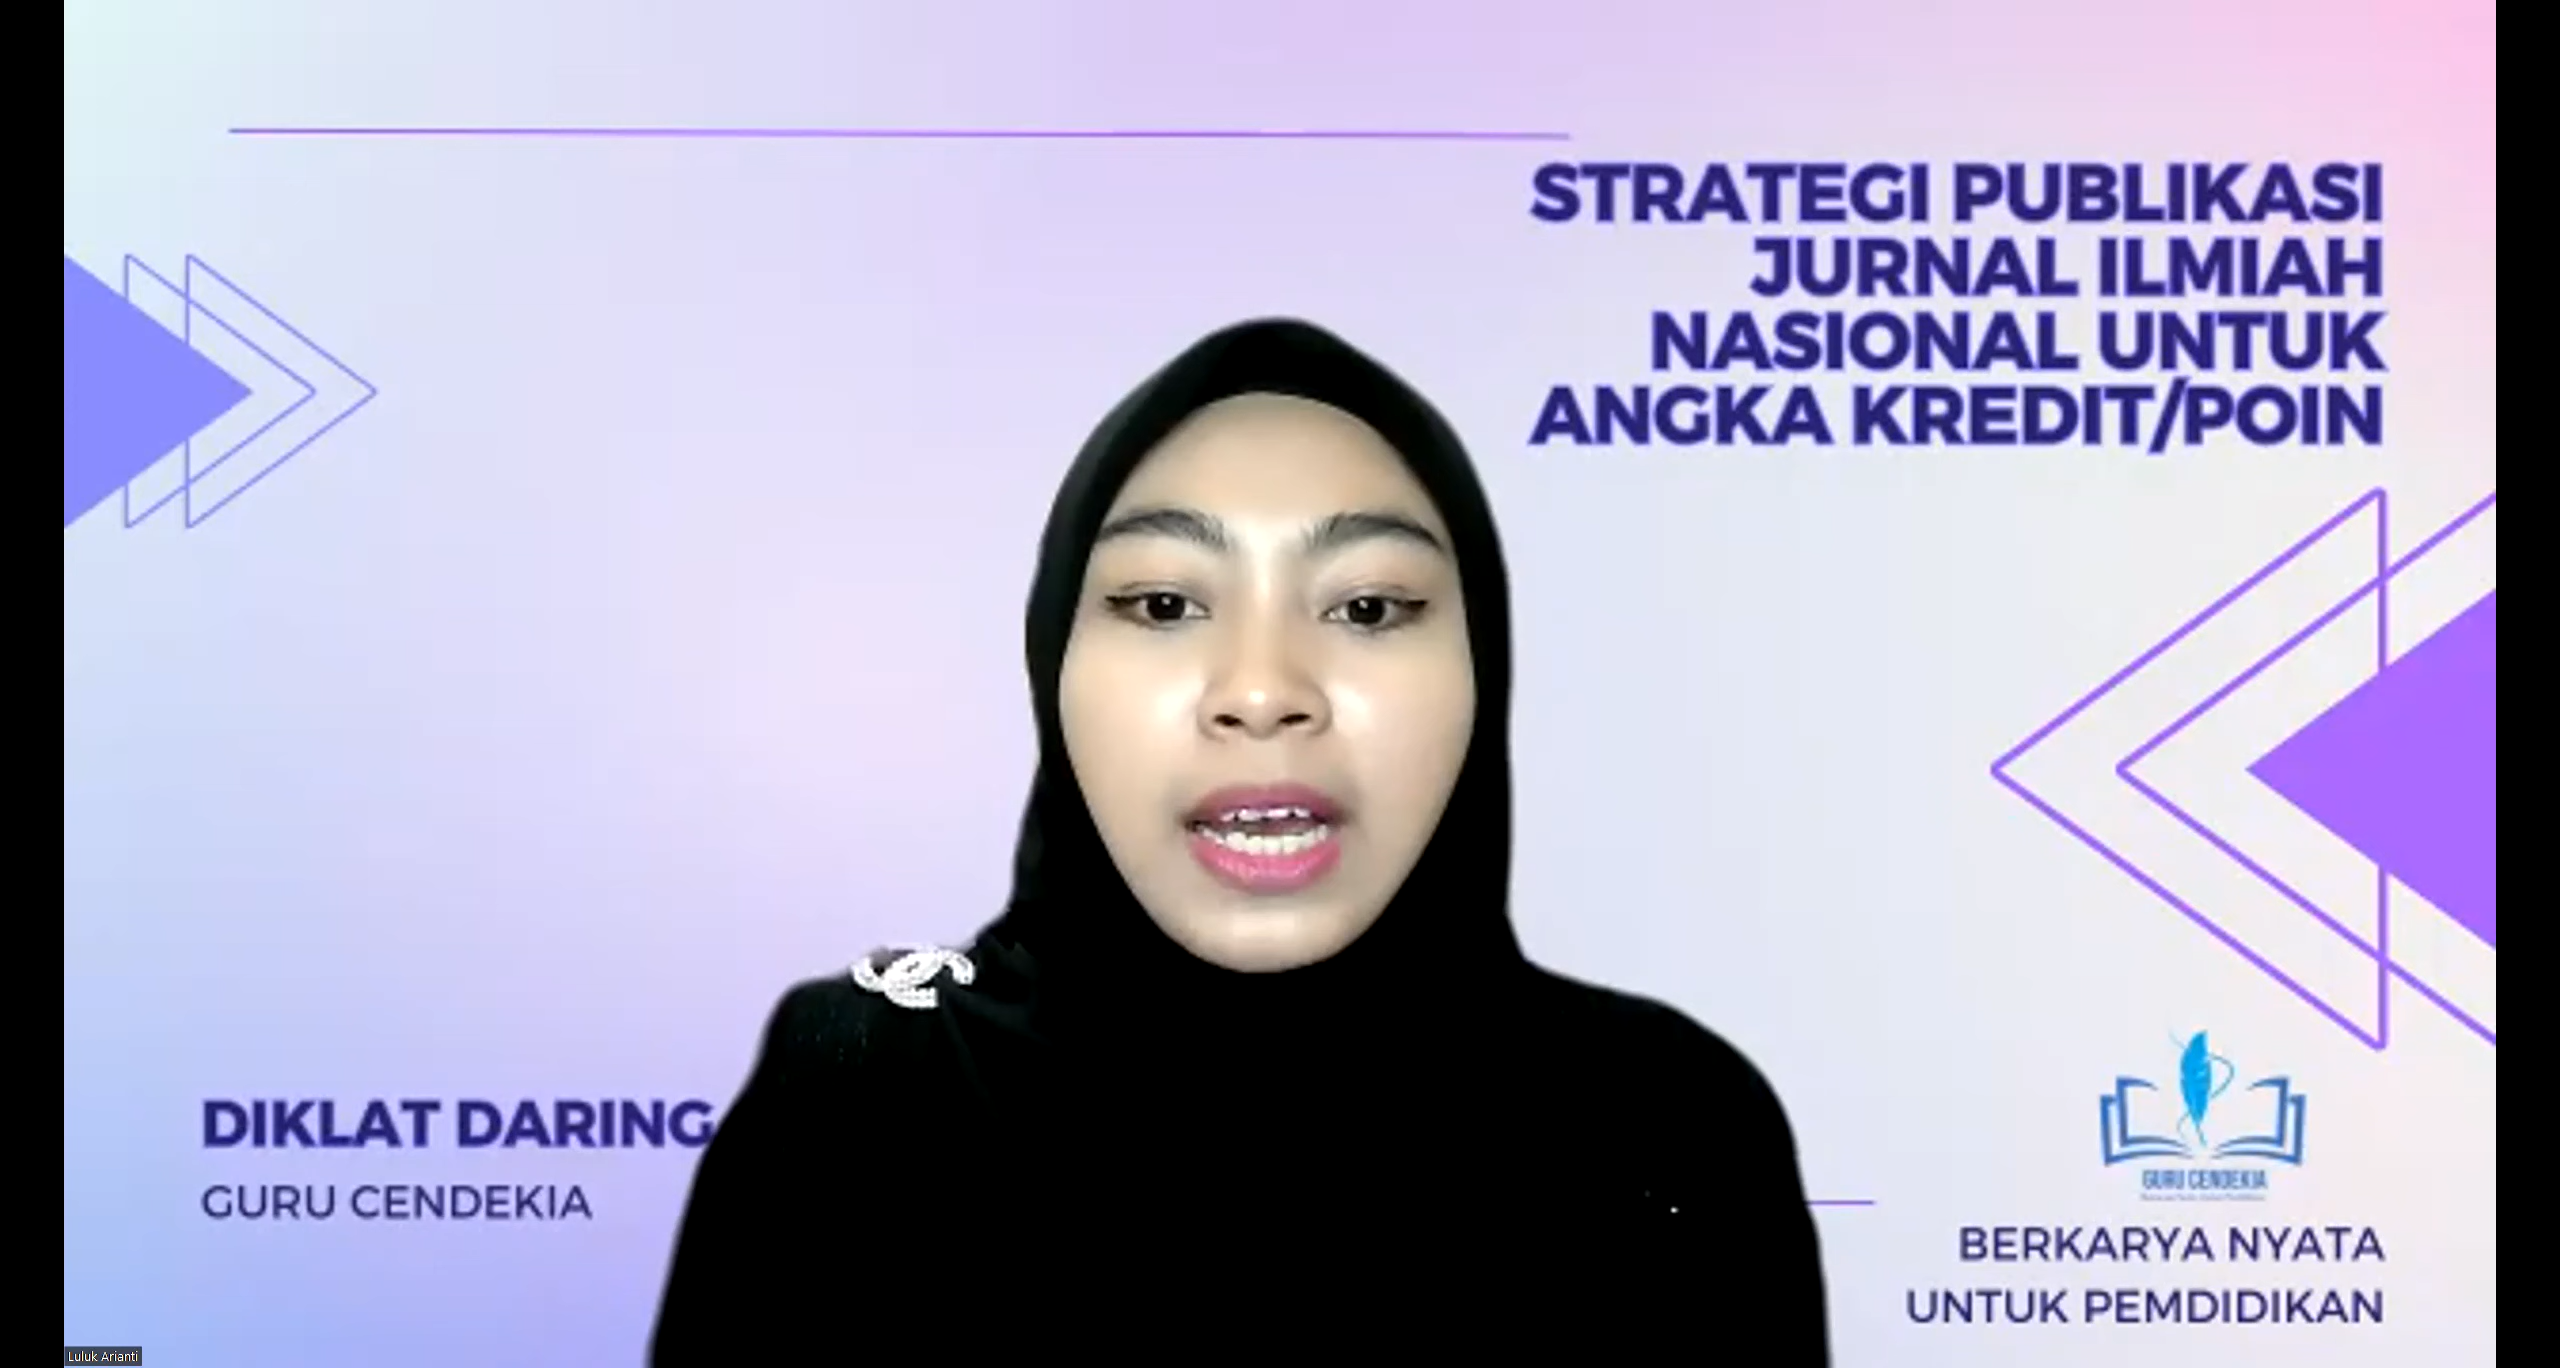 STRATEGI PUBLIKASI
JURNAL ILMIAH
NASIONAL UNTUK
ANGKA KREDIT/POIN
DIKLAT DARING
GURU CENDEKIA
GURU CENDEKIA
BERKARYA NYATA
UNTUK PEMDIDIKAN
Luluk Arianti